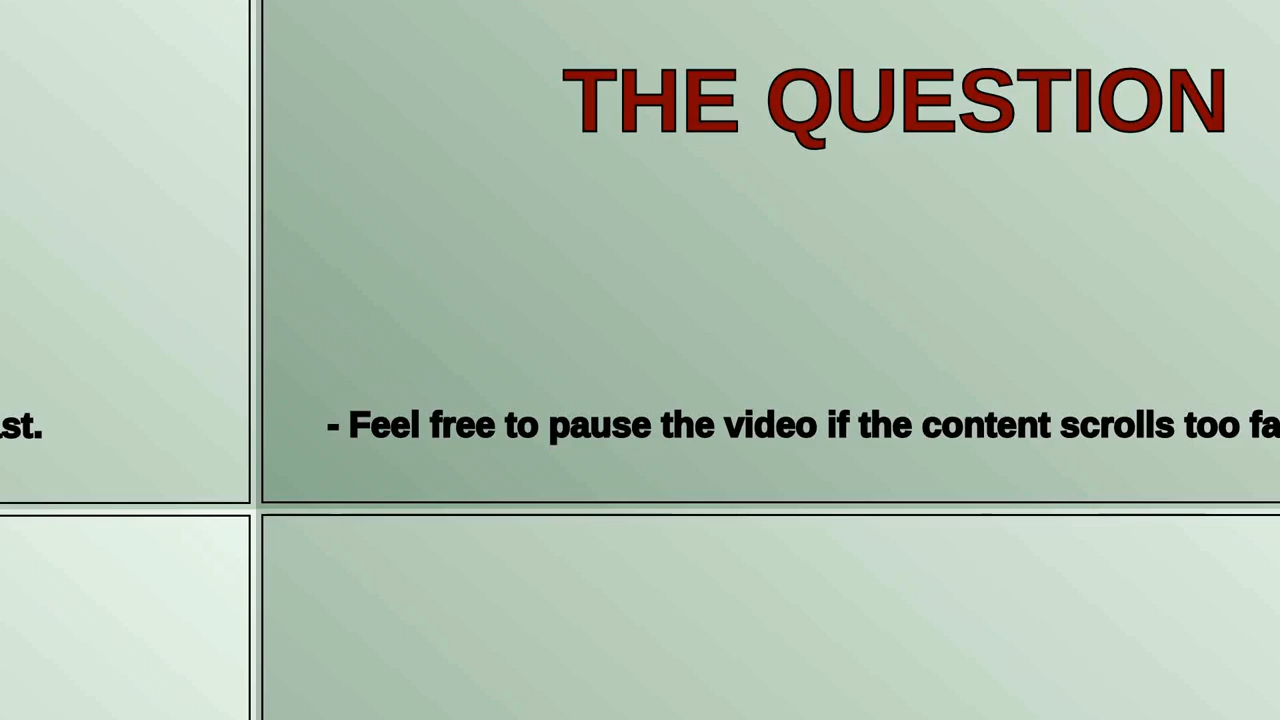 THE QUESTION
st.
- Feel free to pause the video if the content scrolls too fa